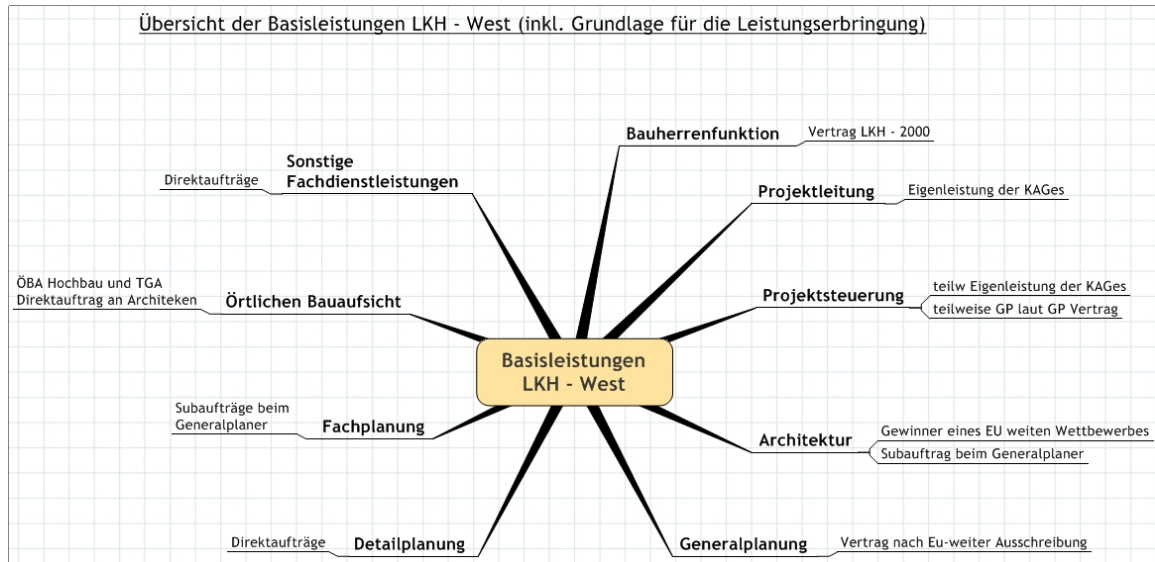 Übersicht der Basisleistungen LKH - West (inkl. Grundlage für die Leistungserbringung)
Bauherrenfunktion
Vertrag LKH - 2000
Projektleitung
Eigenleistung der KAGes
Projektsteuerung
teilw Eigenleistung der KAGes
teilweise GP laut GP Vertrag
Architektur
Gewinner eines EU weiten Wettbewerbes
Subauftrag beim Generalplaner
Generalplanung
Vertrag nach Eu-weiter Ausschreibung
Sonstige
Fachdienstleistungen
Direktaufträge
Örtlichen Bauaufsicht
ÖBA Hochbau und TGA
Direktauftrag an Architeken
Basisleistungen
LKH - West
Fachplanung
Subaufträge beim
Generalplaner
Detailplanung
Direktaufträge